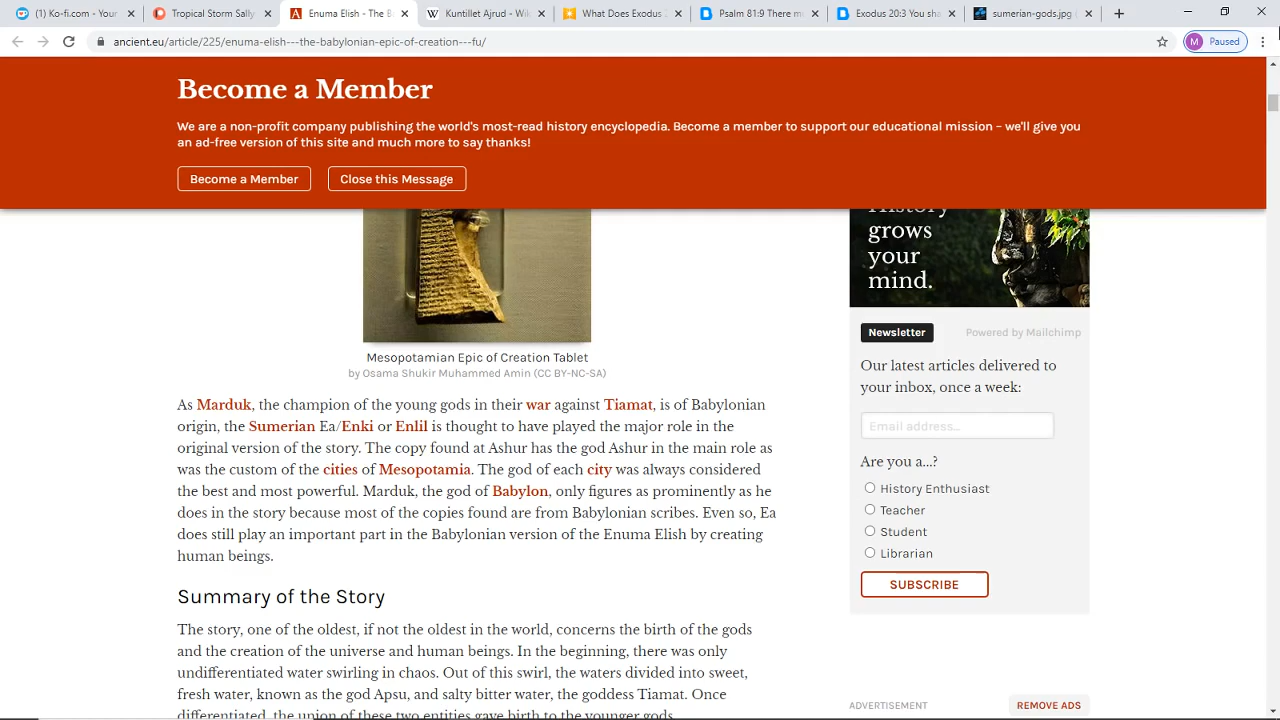 Ko-fi.com - Your
Tropical Storm Sally
Enuma Elish - The B
Kuntillet Ajrud - Wik
What Does Exodus
Psalm 81:9 There m
Exodus 20:3 You sha
sumerian-gods.jpg
ancient.eu/article/225/enuma-elish---the-babylonian-epic-of-creation---fu/
M Paused
Become a Member
We are a non-profit company publishing the world's most-read history encyclopedia. Become a member to support our educational mission – we'll give you
an ad-free version of this site and much more to say thanks!
Become a Member Close this Message
Mesopotamian Epic of Creation Tablet
by Osama Shukir Muhammed Amin (CC BY-NC-SA)
As Marduk, the champion of the young gods in their war against Tiamat, is of Babylonian
origin, the Sumerian Ea/Enki or Enlil is thought to have played the major role in the
original version of the story. The copy found at Ashur has the god Ashur in the main role as
was the custom of the cities of Mesopotamia. The god of each city was always considered
the best and most powerful. Marduk, the god of Babylon, only figures as prominently as he
does in the story because most of the copies found are from Babylonian scribes. Even so, Ea
does still play an important part in the Babylonian version of the Enuma Elish by creating
human beings.
Summary of the Story
The story, one of the oldest, if not the oldest in the world, concerns the birth of the gods
and the creation of the universe and human beings. In the beginning, there was only
undifferentiated water swirling in chaos. Out of this swirl, the waters divided into sweet,
fresh water, known as the god Apsu, and salty bitter water, the goddess Tiamat. Once
differentiated, the union of these two entities gave birth to the younger gods.
History
grows
your
mind.
Newsletter Powered by Mailchimp
Our latest articles delivered to
your inbox, once a week:
Email address...
Are you a...?
History Enthusiast
Teacher
Student
Librarian
SUBSCRIBE
ADVERTISEMENT REMOVE ADS